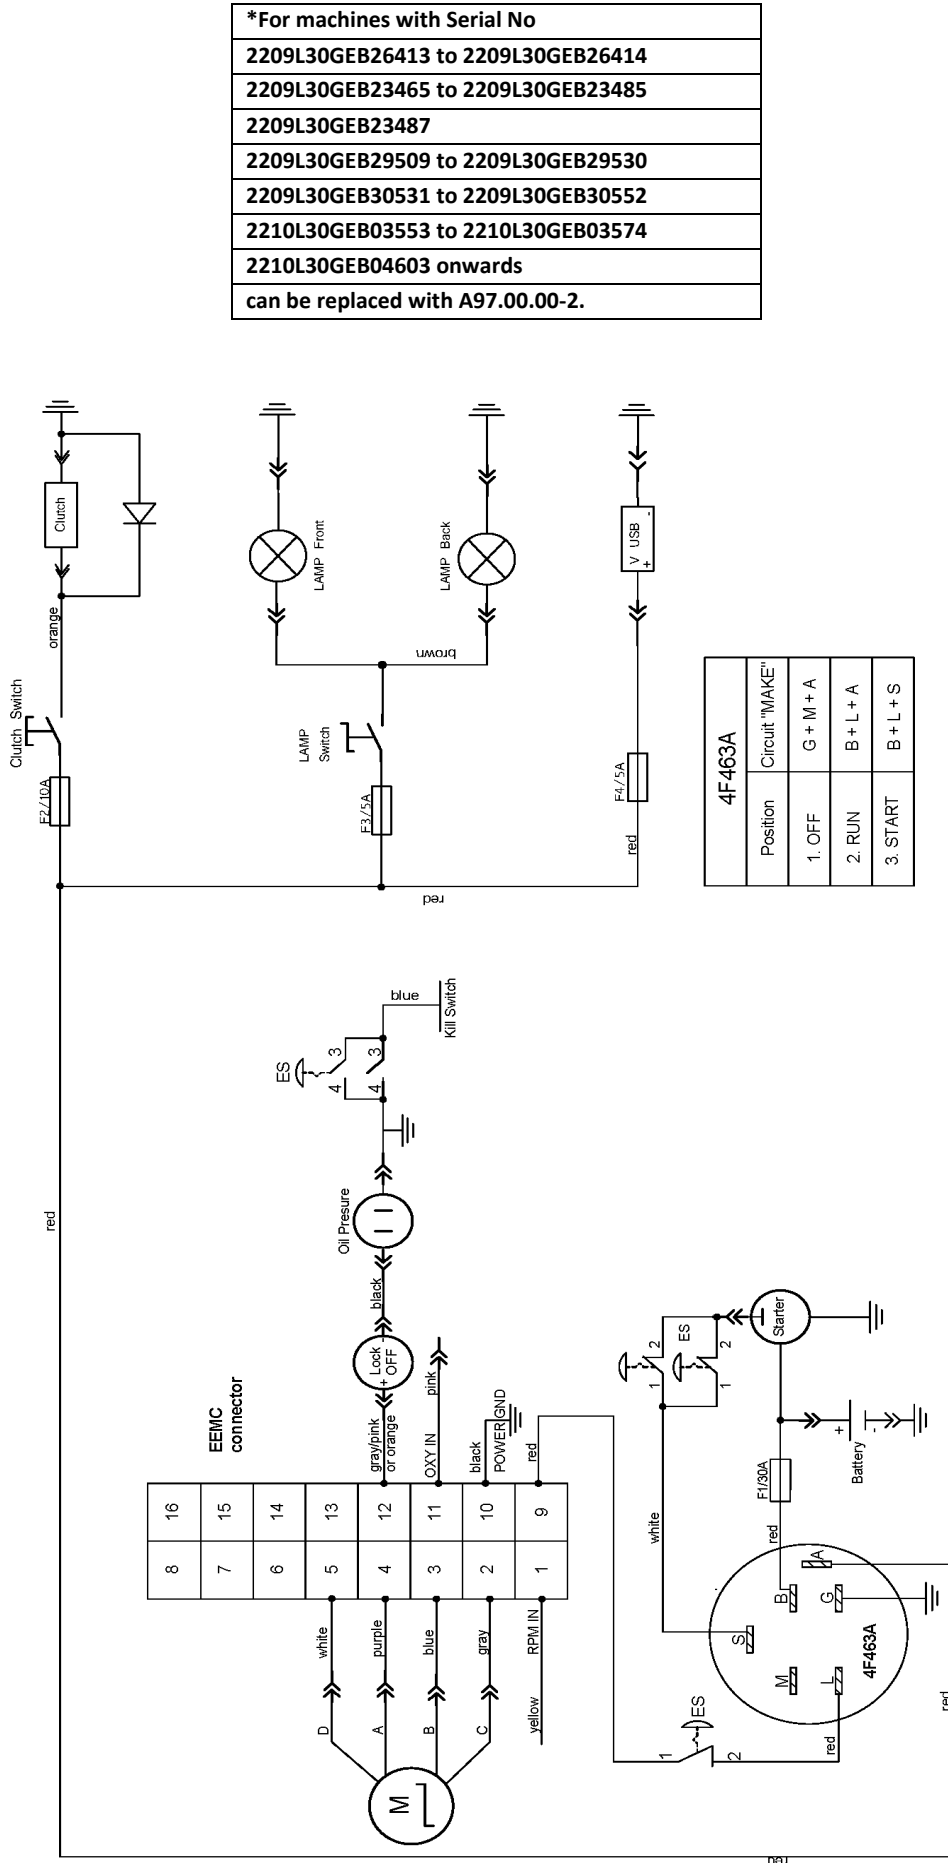 *For machines with Serial No
2209L30GEB26413 to 2209L30GEB26414
2209L30GEB23465 to 2209L30GEB23485
2209L30GEB23487
2209L30GEB29509 to 2209L30GEB29530
2209L30GEB30531 to 2209L30GEB30552
2210L30GEB03553 to 2210L30GEB03574
2210L30GEB04603 onwards
can be replaced with A97.00.00-2.
Clutch
orange
Clutch Switch
F2/10A
LAMP Front
LAMP Back
brown
LAMP
Switch
F3/5A
V USB
+ -
F4/5A
red
red
4F463A
Position
Circuit "MAKE"
1. OFF
G + M + A
2. RUN
B + L + A
3. START
B + L + S
red
ES
3
4
3
4
blue
Kill Switch
Oil Presure
black
Lock
OFF
+ -
gray/pink
or orange
EEMC
connector
pink
OXY IN
black
POWER GND
red
8 16
7 15
6 14
5 13
4 12
3 11
2 10
1 9
white
purple
blue
gray
RPM IN
yellow
D
A
B
C
M
ES
1
2
red
white
1
2
1
2
ES
Starter
F1/30A
red
+
-
Battery
S
B
A
M
L
G
4F463A
red
red